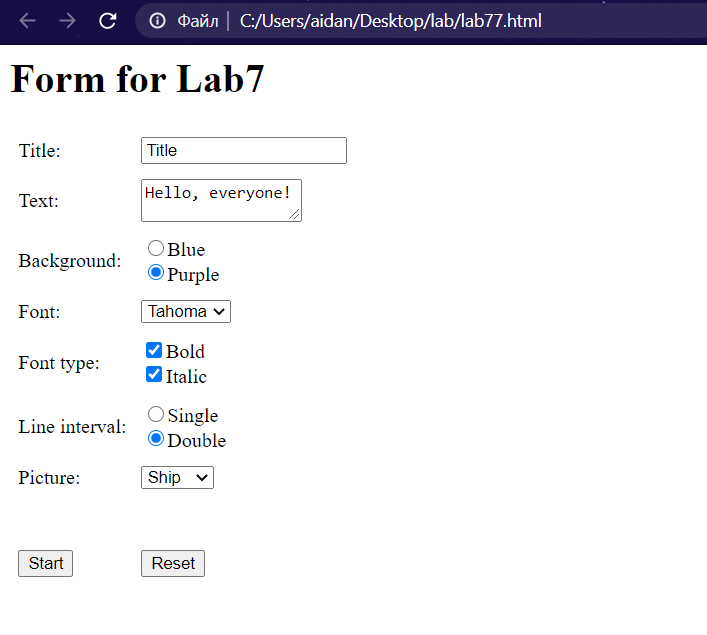 Файл C:/Users/aidan/Desktop/lab/lab77.html
Form for Lab7
Title: Title
Text: Hello, everyone!
Background: Blue
Purple
Font: Tahoma
Font type: Bold
Italic
Line interval: Single
Double
Picture: Ship
Start Reset